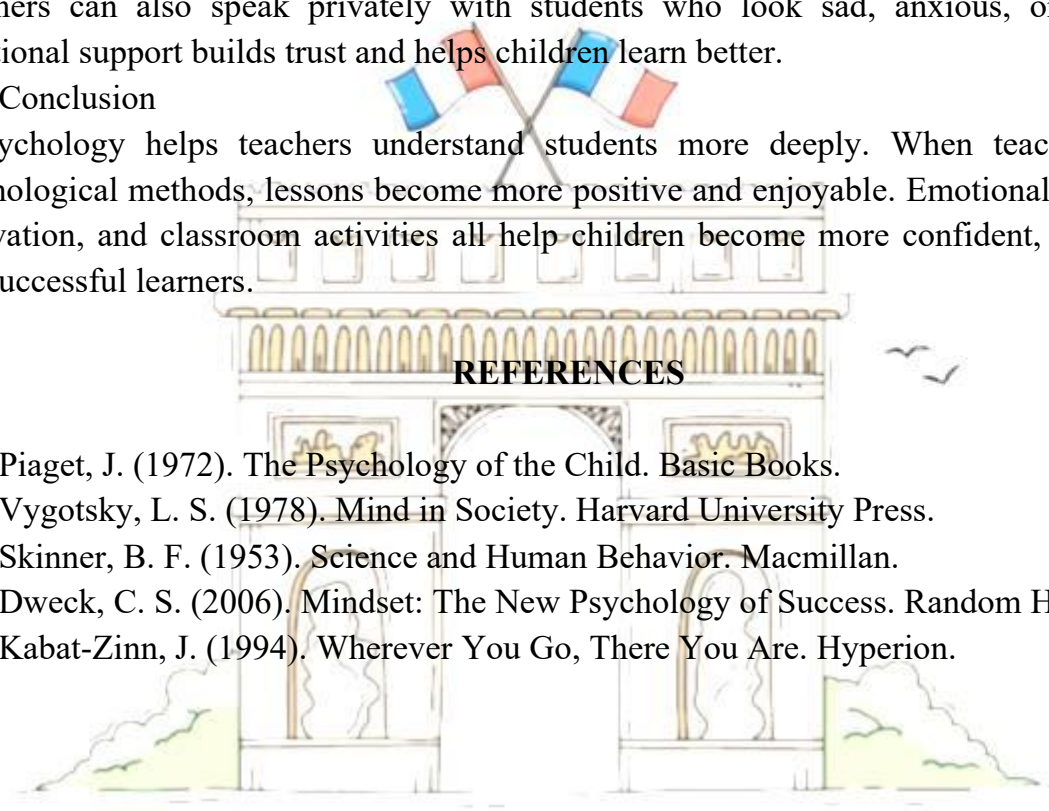 ners can also speak privately with students who look sad, anxious, o
tional support builds trust and helps children learn better.
Conclusion
ychology helps teachers understand students more deeply. When teac
nological methods, lessons become more positive and enjoyable. Emotional
vation, and classroom activities all help children become more confident,
uccessful learners.
REFERENCES
Piaget, J. (1972). The Psychology of the Child. Basic Books.
Vygotsky, L. S. (1978). Mind in Society. Harvard University Press.
Skinner, B. F. (1953). Science and Human Behavior. Macmillan.
Dweck, C. S. (2006). Mindset: The New Psychology of Success. Random H
Kabat-Zinn, J. (1994). Wherever You Go, There You Are. Hyperion.